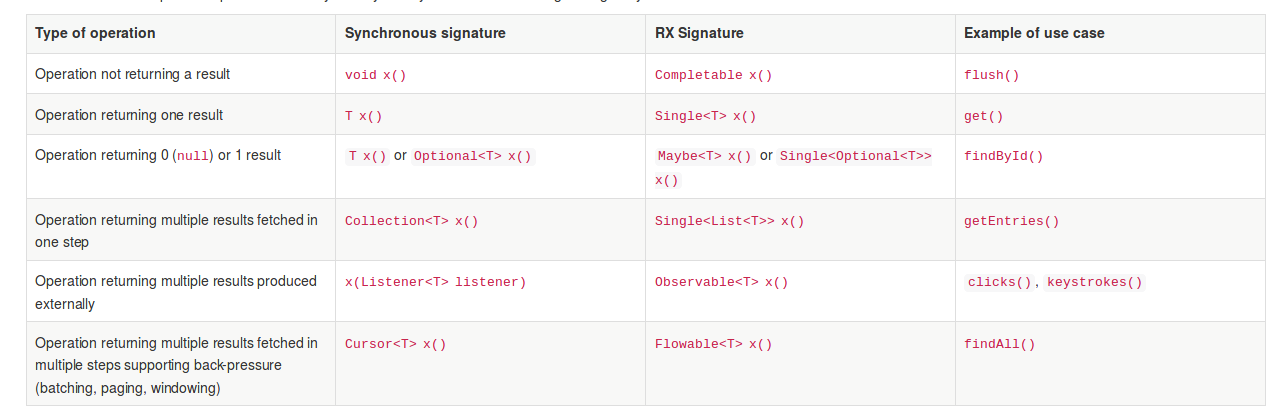 Type of operation Synchronous signature RX Signature Example of use case
Operation not returning a result void x() Completable x() flush()
Operation returning one result T x() Single<T> x() get()
Operation returning 0 (null) or 1 result T x() or Optional<T> x() Maybe<T> x() or Single<Optional<T>> findById()
x()
Operation returning multiple results fetched in Collection<T> x() Single<List<T>> x() getEntries()
one step
Operation returning multiple results produced x(Listener<T> listener) Observable<T> x() clicks(), keystrokes()
externally
Operation returning multiple results fetched in Cursor<T> x() Flowable<T> x() findAll()
multiple steps supporting back-pressure
(batching, paging, windowing)